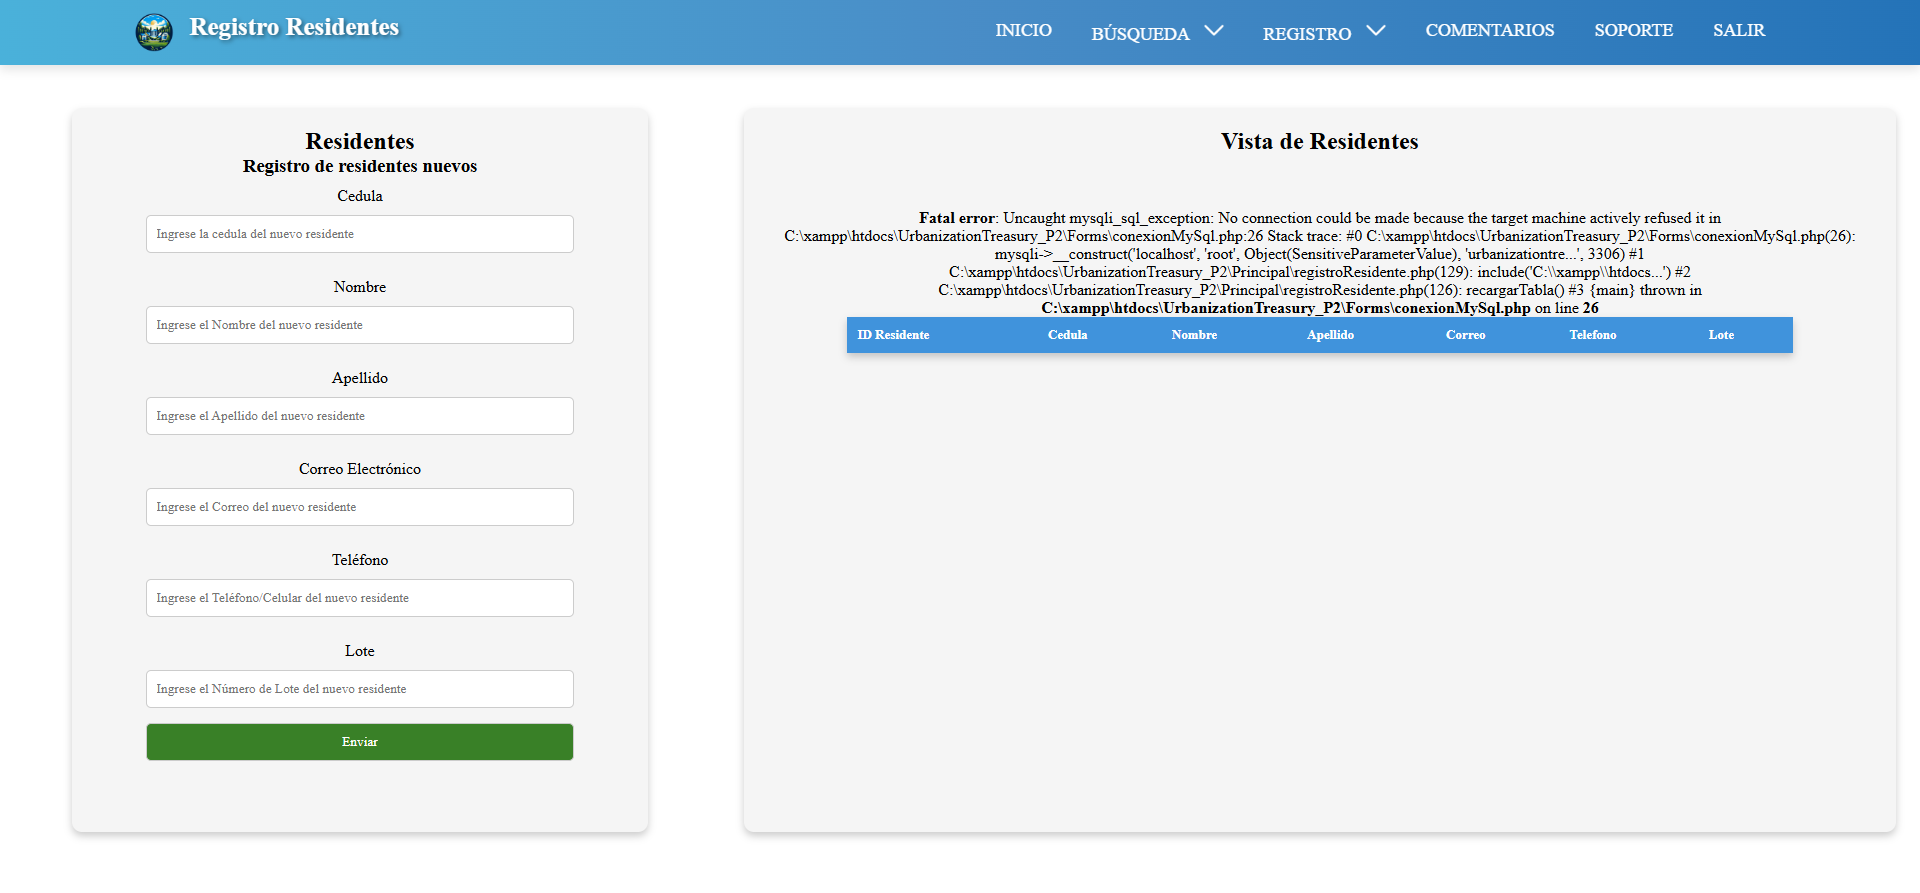 Registro Residentes
INICIO
BÚSQUEDA
REGISTRO
COMENTARIOS
SOPORTE
SALIR
Residentes
Registro de residentes nuevos
Cedula
Ingrese la cedula del nuevo residente
Nombre
Ingrese el Nombre del nuevo residente
Apellido
Ingrese el Apellido del nuevo residente
Correo Electrónico
Ingrese el Correo del nuevo residente
Teléfono
Ingrese el Teléfono/Celular del nuevo residente
Lote
Ingrese el Número de Lote del nuevo residente
Enviar
Vista de Residentes
Fatal error: Uncaught mysqli_sql_exception: No connection could be made because the target machine actively refused it in
C:\xampp\htdocs\UrbanizationTreasury_P2\Forms\conexionMySql.php:26 Stack trace: #0 C:\xampp\htdocs\UrbanizationTreasury_P2\Forms\conexionMySql.php(26):
mysqli->__construct('localhost', 'root', Object(SensitiveParameterValue), 'urbanizationtre...', 3306) #1
C:\xampp\htdocs\UrbanizationTreasury_P2\Principal\registroResidente.php(129): include('C:\\xampp\\htdocs...') #2
C:\xampp\htdocs\UrbanizationTreasury_P2\Principal\registroResidente.php(126): recargarTabla() #3 {main} thrown in
C:\xampp\htdocs\UrbanizationTreasury_P2\Forms\conexionMySql.php on line 26
ID Residente Cedula Nombre Apellido Correo Telefono Lote